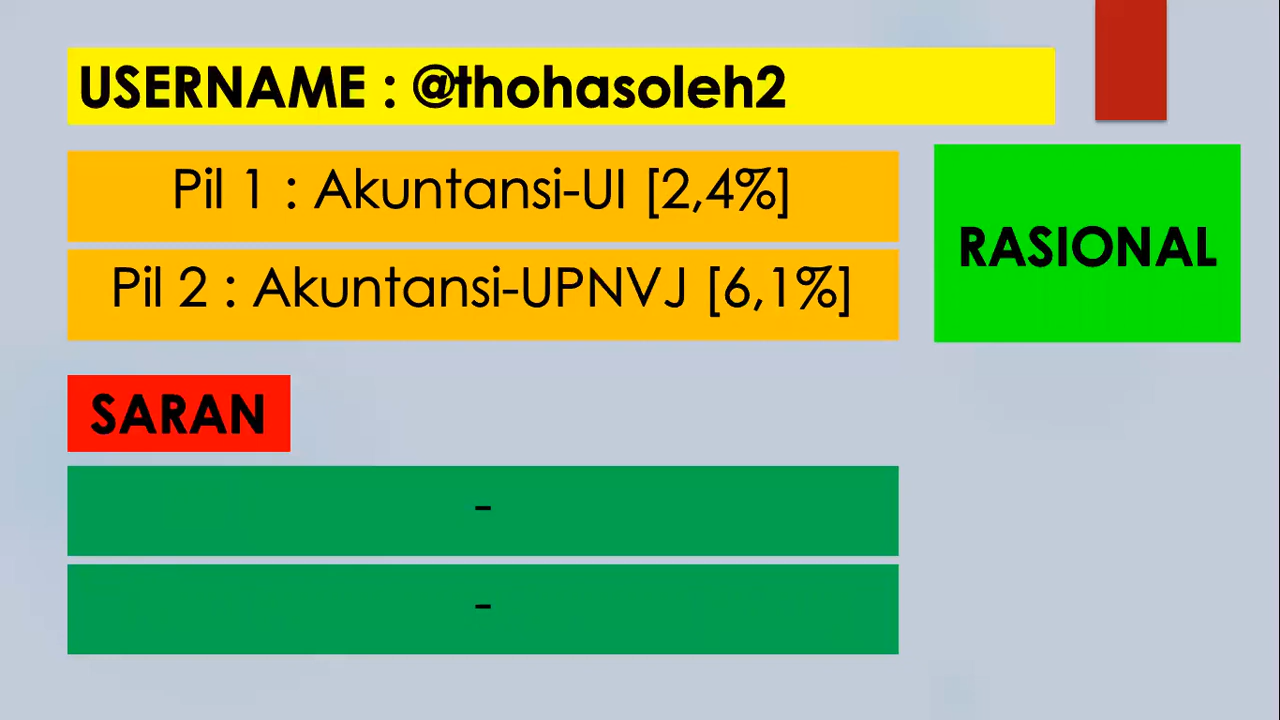 USERNAME : @thohasoleh2
Pil 1 : Akuntansi-UI [2,4%]
Pil 2 : Akuntansi-UPNVJ [6,1%]
RASIONAL
SARAN
-
-